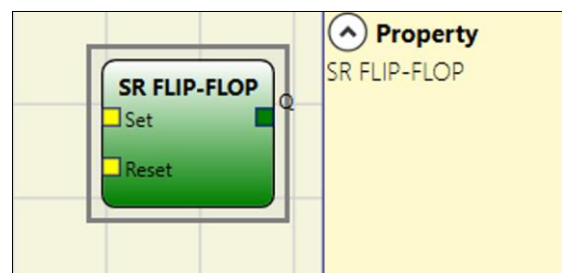 SR FLIP-FLOP
Set
Q
Reset
Property
SR FLIP-FLOP